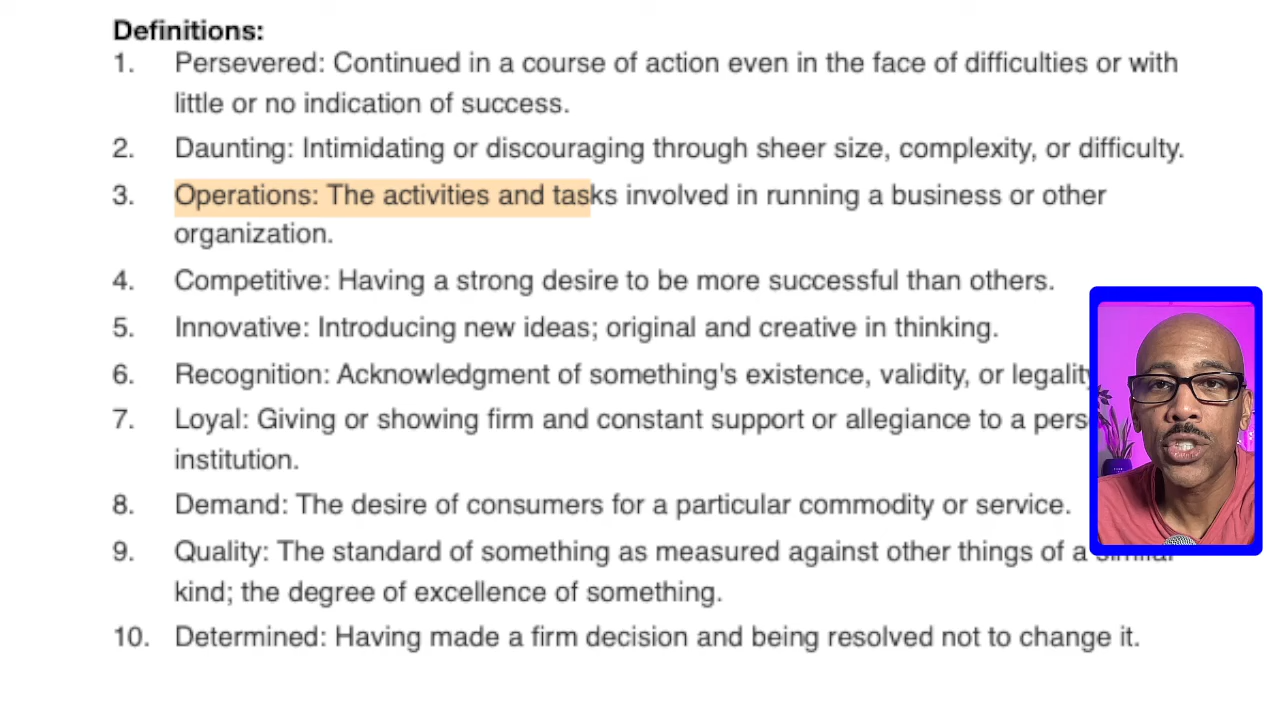 Definitions:
1. Persevered: Continued in a course of action even in the face of difficulties or with
little or no indication of success.
2. Daunting: Intimidating or discouraging through sheer size, complexity, or difficulty.
3. Operations: The activities and tasks involved in running a business or other
organization.
4. Competitive: Having a strong desire to be more successful than others.
5. Innovative: Introducing new ideas; original and creative in thinking.
6. Recognition: Acknowledgment of something's existence, validity, or legality
7. Loyal: Giving or showing firm and constant support or allegiance to a
institution.
8. Demand: The desire of consumers for a particular commodity or service.
9. Quality: The standard of something as measured against other things of a similar
kind; the degree of excellence of something.
10. Determined: Having made a firm decision and being resolved not to change it.